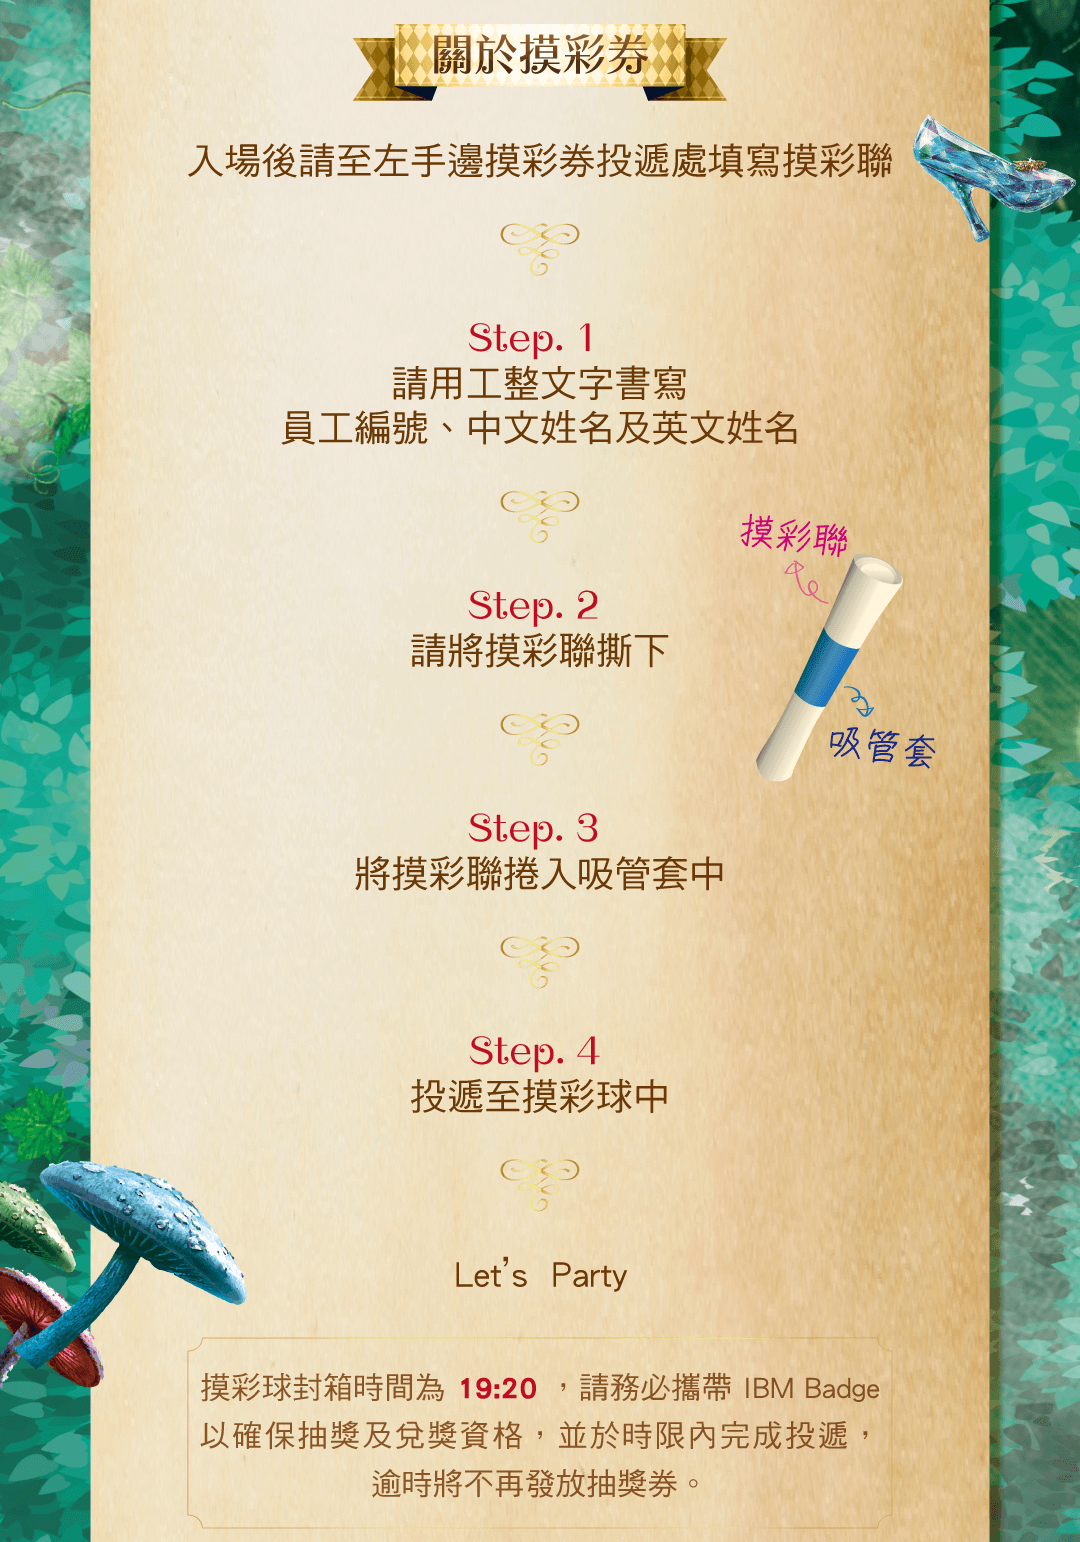 關於摸彩券
入場後請至左手邊摸彩券投遞處填寫摸彩聯
Step. 1
請用工整文字書寫
員工編號、中文姓名及英文姓名
摸彩聯
Step. 2
請將摸彩聯撕下
吸管套
Step. 3
將摸彩聯捲入吸管套中
Step. 4
投遞至摸彩球中
Let's Party
摸彩球封箱時間為 19:20 ，請務必攜帶 IBM Badge
以確保抽獎及兌獎資格，並於時限內完成投遞，
逾時將不再發放抽獎券。